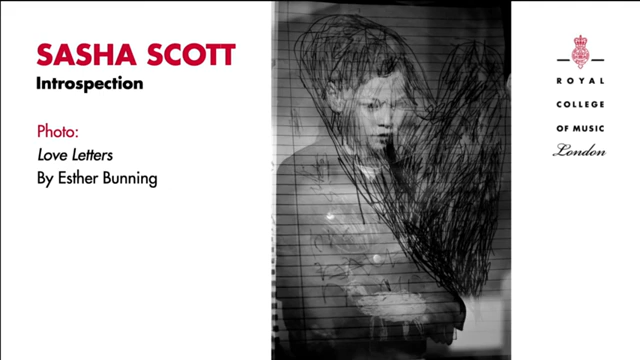 SASHA SCOTT
Introspection
Photo:
Love Letters
By Esther Bunning
ROYAL
COLLEGE
OF MUSIC
London